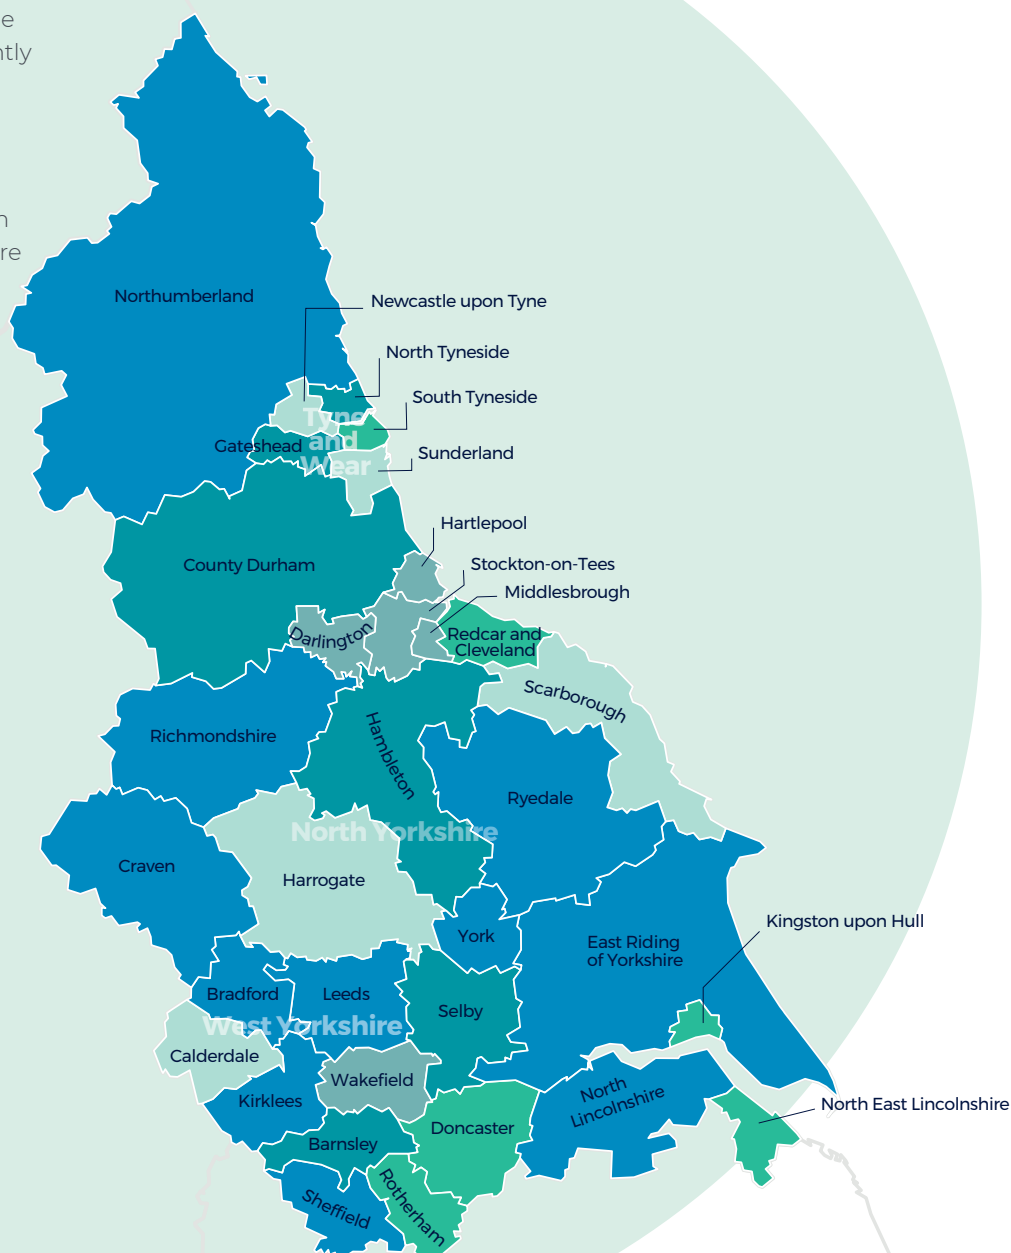 e
ntly
n
re
Northumberland
Newcastle upon Tyne
North Tyneside
South Tyneside
Tyne
and
Wear
Gateshead
Sunderland
Hartlepool
County Durham
Stockton-on-Tees
Middlesbrough
Darlington
Redcar and
Cleveland
Scarborough
Richmondshire
Hambleton
Ryedale
North Yorkshire
Craven
Harrogate
Kingston upon Hull
York
East Riding
of Yorkshire
Bradford
Leeds
Selby
West Yorkshire
Calderdale
Wakefield
Kirklees
North
Lincolnshire
North East Lincolnshire
Doncaster
Barnsley
Sheffield
Rotherham